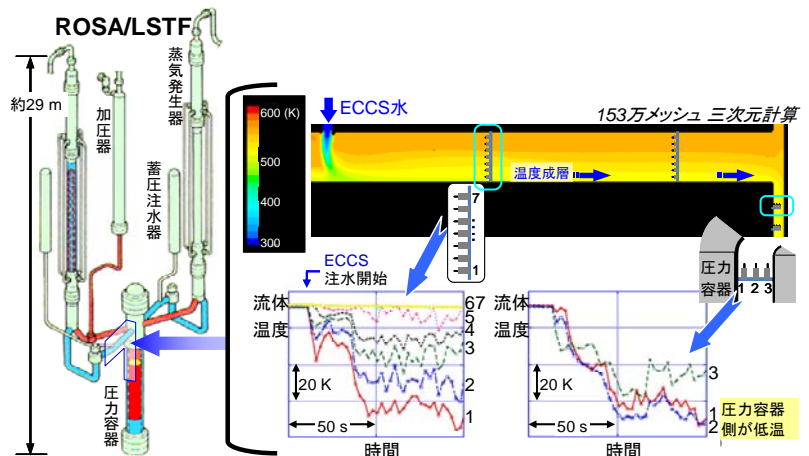 ROSA/LSTF
約29 m
加圧器
蒸気発生器
蓄圧注水器
圧力容器
ECCS水
153万メッシュ 三次元計算
600 (K)
500
400
300
温度成層
7
1
圧力
容器
1 2 3
ECCS
注水開始
流体
温度
67
5
4
3
2
1
20 K
50 s
時間
流体
温度
3
1
2
20 K
50 s
時間
圧力容器
側が低温